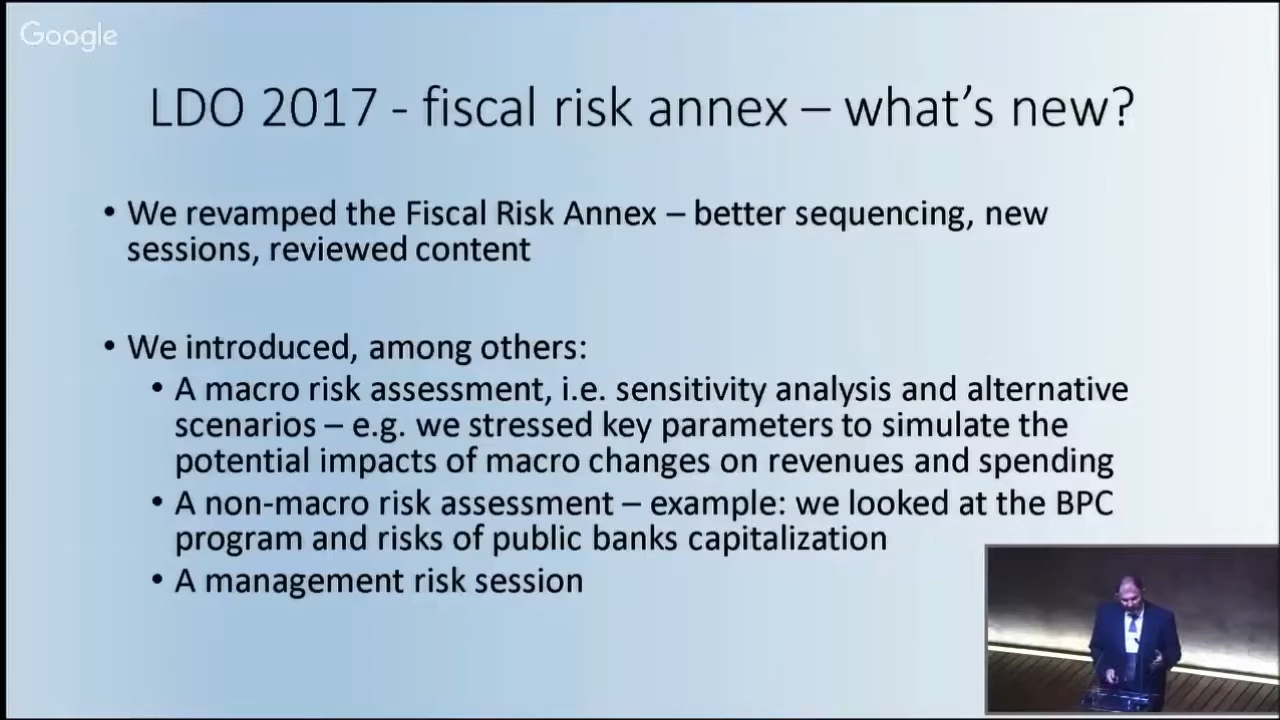 Google
LDO 2017 - fiscal risk annex – what's new?
• We revamped the Fiscal Risk Annex – better sequencing, new
sessions, reviewed content
• We introduced, among others:
• A macro risk assessment, i.e. sensitivity analysis and alternative
scenarios – e.g. we stressed key parameters to simulate the
potential impacts of macro changes on revenues and spending
• A non-macro risk assessment – example: we looked at the BPC
program and risks of public banks capitalization
• A management risk session